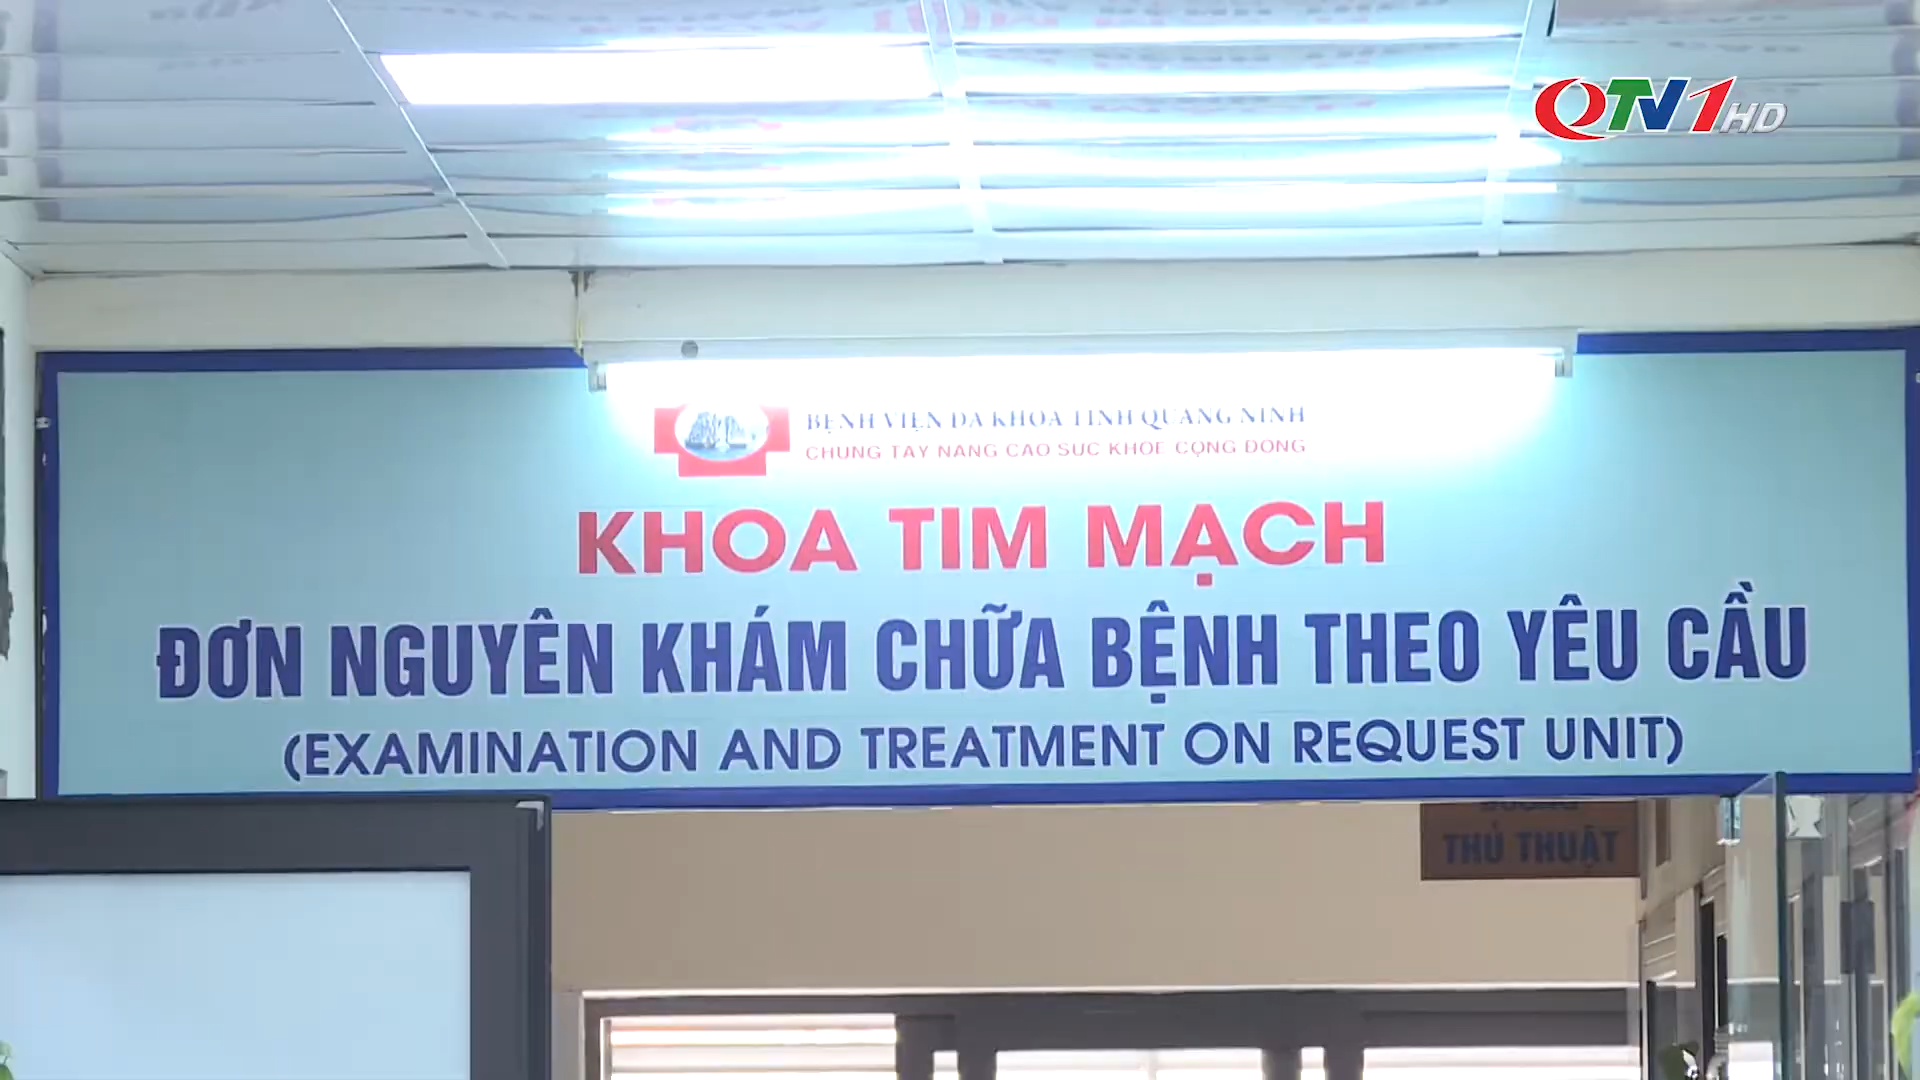 QTV1HD
BỆNH VIỆN ĐA KHOA TỈNH QUẢNG NINH
CHUNG TAY NÂNG CAO SỨC KHỎE CỘNG ĐỒNG
KHOA TIM MẠCH
ĐƠN NGUYÊN KHÁM CHỮA BỆNH THEO YÊU CẦU
(EXAMINATION AND TREATMENT ON REQUEST UNIT)
THỦ THUẬT